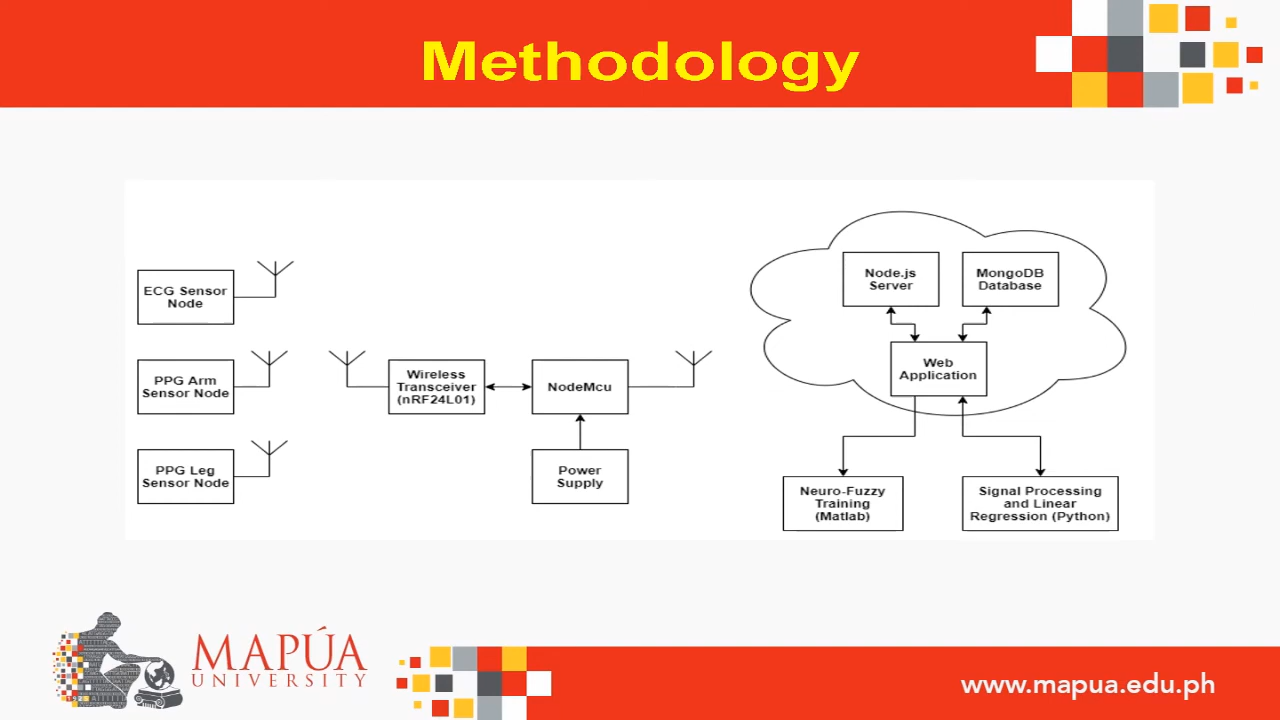 Methodology
ECG Sensor
Node
PPG Arm
Sensor Node
PPG Leg
Sensor Node
Wireless
Transceiver
(nRF24L01)
NodeMcu
Power
Supply
Node.js
Server
MongoDB
Database
Web
Application
Neuro-Fuzzy
Training
(Matlab)
Signal Processing
and Linear
Regression (Python)
MAPÚA
UNIVERSITY
www.mapua.edu.ph